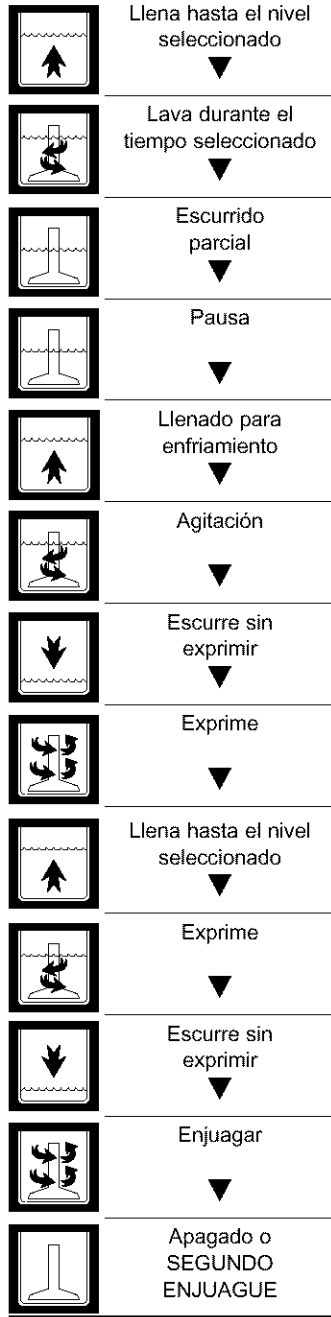 Llena hasta el nivel
seleccionado
Lava durante el
tiempo seleccionado
Escurrido
parcial
Pausa
Llenado para
enfriamiento
Agitación
Escurre sin
exprimir
Exprime
Llena hasta el nivel
seleccionado
Exprime
Escurre sin
exprimir
Enjuagar
Apagado o
SEGUNDO
ENJUAGUE